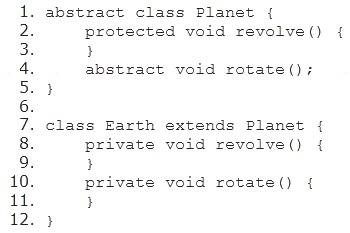 1. abstract class Planet {
2. protected void revolve() {
3. }
4. abstract void rotate();
5. }
6.
7. class Earth extends Planet {
8. private void revolve() {
9. }
10. private void rotate() {
11. }
12. }